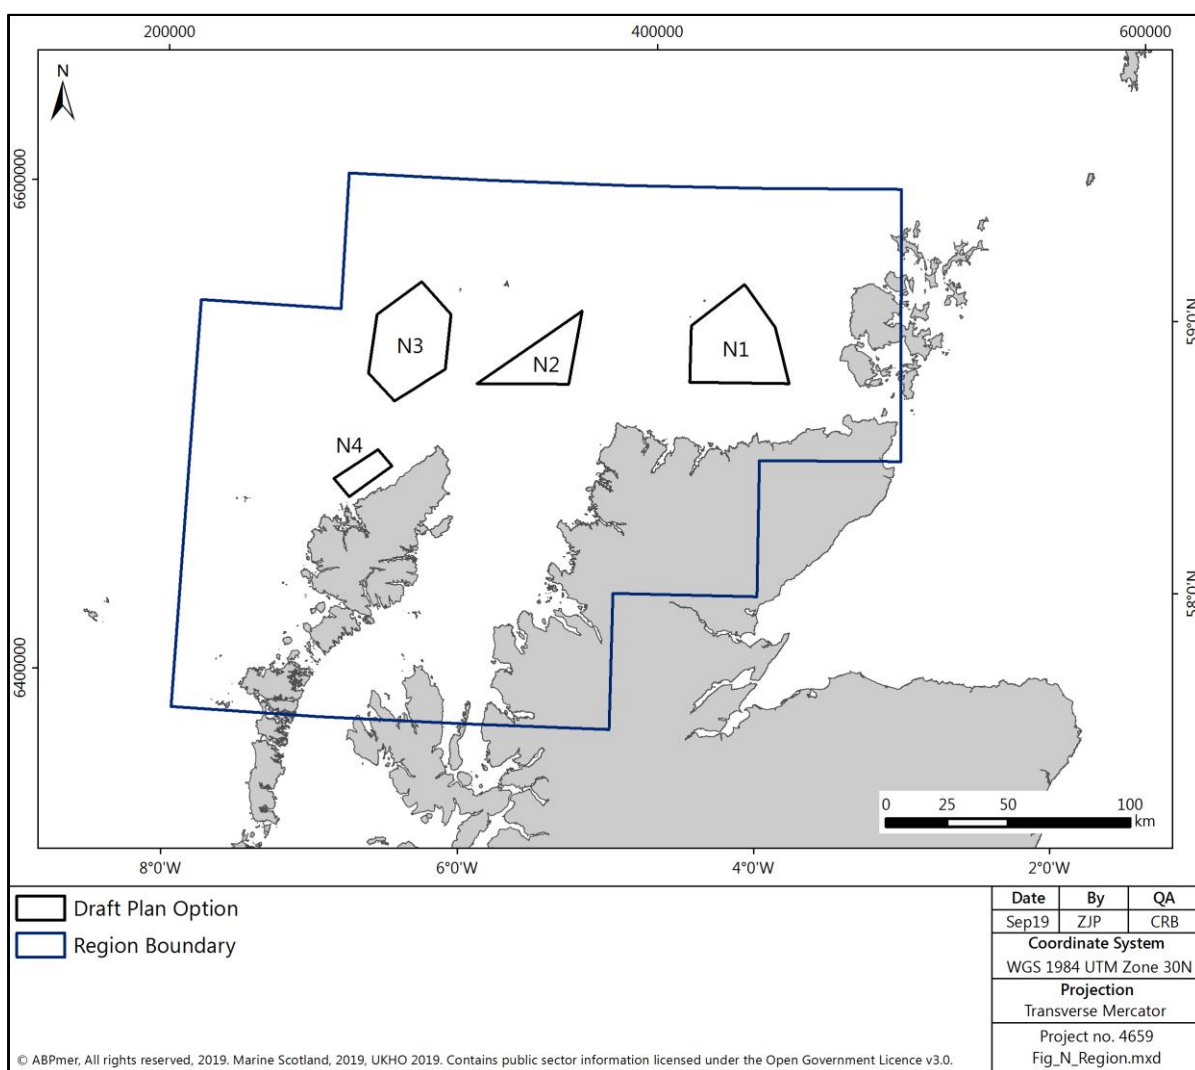 200000 400000 600000
N
6600000
59°0'N
N3
N2
N1
N4
58°0'N
6400000
0 25 50 100
km
8°0'W 6°0'W 4°0'W 2°0'W
Draft Plan Option
Region Boundary
Date By QA
Sep19 ZJP CRB
Coordinate System
WGS 1984 UTM Zone 30N
Projection
Transverse Mercator
Project no. 4659
Fig_N_Region.mxd
© ABPmer, All rights reserved, 2019. Marine Scotland, 2019, UKHO 2019. Contains public sector information licensed under the Open Government Licence v3.0.